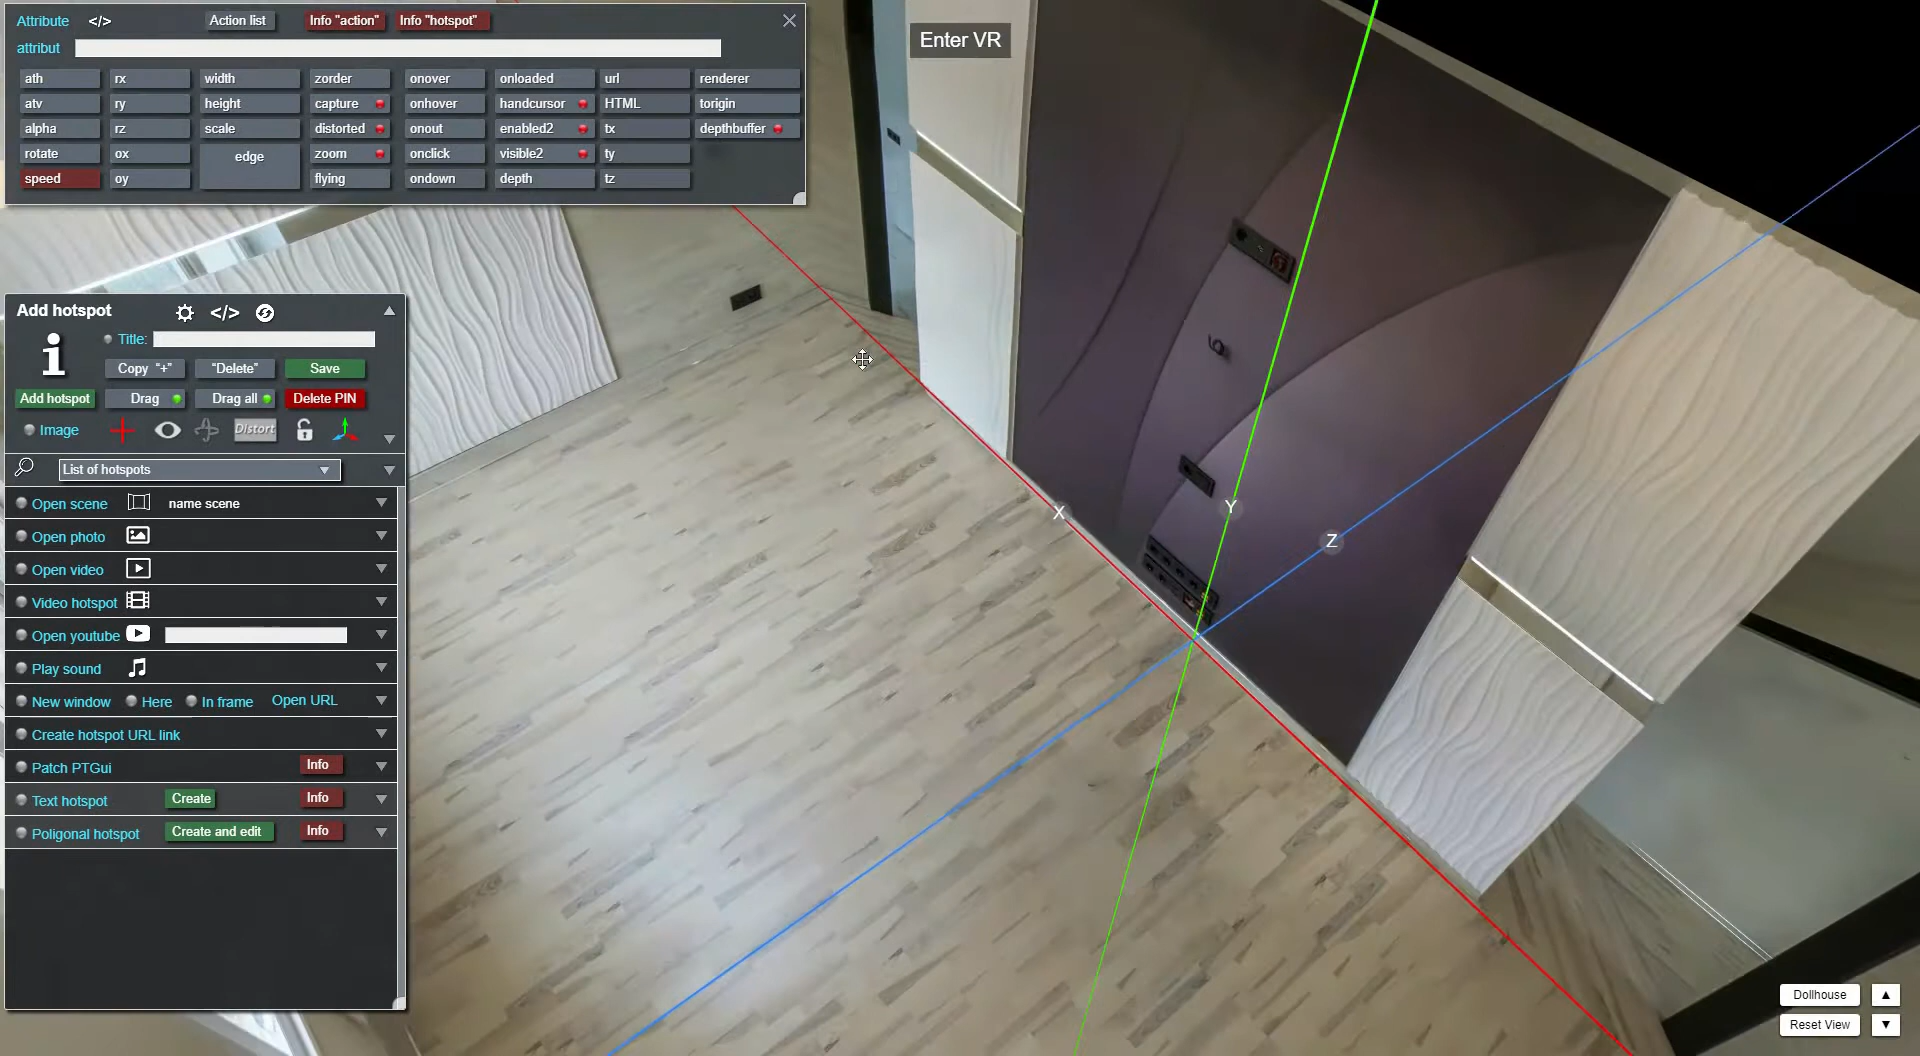 Attribute </> Action list Info "action" Info "hotspot"
attribut
ath rx width zorder onover onloaded url renderer
atv ry height capture onhover handcursor HTML torigin
alpha rz scale distorted onout enabled2 tx depthbuffer
rotate ox edge zoom onclick visible2 ty
speed oy flying ondown depth tz
Enter VR
Add hotspot </>
Title:
Copy "+" "Delete" Save
Add hotspot Drag Drag all Delete PIN
Image Distort
List of hotspots
Open scene name scene
Open photo
Open video
Video hotspot
Open youtube
Play sound
New window Here In frame Open URL
Create hotspot URL link
Patch PTGui Info
Text hotspot Create Info
Poligonal hotspot Create and edit Info
X
Y
Z
Dollhouse
Reset View